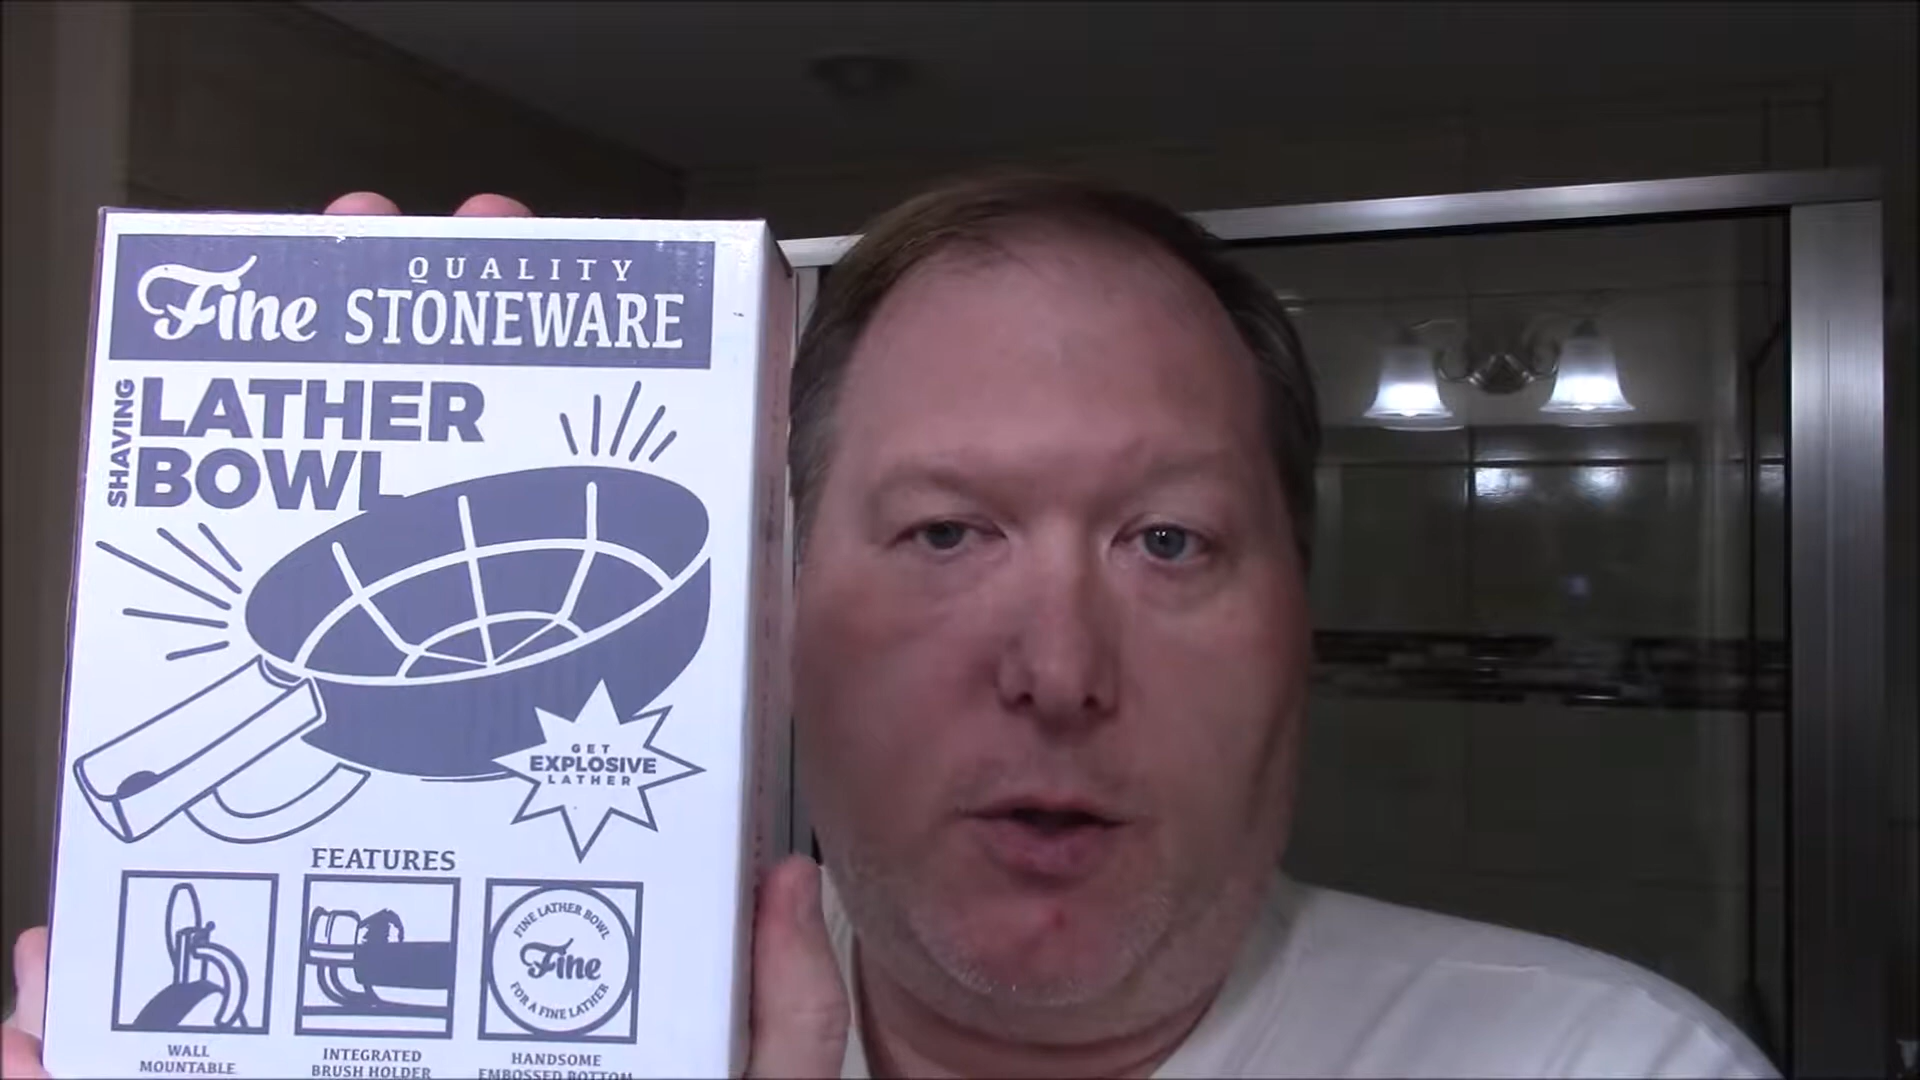 Fine QUALITY
STONEWARE
SHAVING
LATHER
BOWL
GET
EXPLOSIVE
LATHER
FEATURES
FINE LATHER BOWL
Fine
FOR A FINE LATHER
WALL
MOUNTABLE
INTEGRATED
BRUSH HOLDER
HANDSOME
EMBOSSED BOTTOM